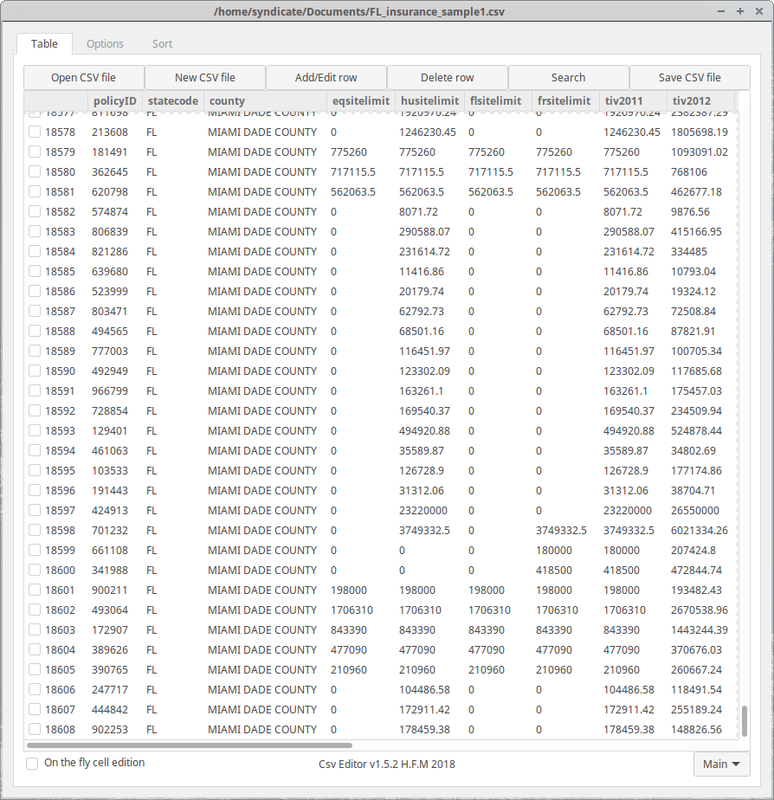 /home/syndicate/Documents/FL_insurance_sample1.csv
Table Options Sort
Open CSV file New CSV file Add/Edit row Delete row Search Save CSV file
policyID statecode county eqsitelimit husitelimit flsitelimit frsitelimit tiv2011 tiv2012
18577 811698 FL MIAMI DADE COUNTY 0 1920970.24 0 0 1920970.24 2382387.29
18578 213608 FL MIAMI DADE COUNTY 0 1246230.45 0 0 1246230.45 1805698.19
18579 181491 FL MIAMI DADE COUNTY 775260 775260 775260 775260 775260 1093091.02
18580 362645 FL MIAMI DADE COUNTY 717115.5 717115.5 717115.5 717115.5 717115.5 768106
18581 620798 FL MIAMI DADE COUNTY 562063.5 562063.5 562063.5 562063.5 562063.5 462677.18
18582 574874 FL MIAMI DADE COUNTY 0 8071.72 0 0 8071.72 9876.56
18583 806839 FL MIAMI DADE COUNTY 0 290588.07 0 0 290588.07 415166.95
18584 821286 FL MIAMI DADE COUNTY 0 231614.72 0 0 231614.72 334485
18585 639680 FL MIAMI DADE COUNTY 0 11416.86 0 0 11416.86 10793.04
18586 523999 FL MIAMI DADE COUNTY 0 20179.74 0 0 20179.74 19324.12
18587 803471 FL MIAMI DADE COUNTY 0 62792.73 0 0 62792.73 72508.84
18588 494565 FL MIAMI DADE COUNTY 0 68501.16 0 0 68501.16 87821.91
18589 777003 FL MIAMI DADE COUNTY 0 116451.97 0 0 116451.97 100705.34
18590 492949 FL MIAMI DADE COUNTY 0 123302.09 0 0 123302.09 117685.68
18591 966799 FL MIAMI DADE COUNTY 0 163261.1 0 0 163261.1 175457.03
18592 728854 FL MIAMI DADE COUNTY 0 169540.37 0 0 169540.37 234509.94
18593 129401 FL MIAMI DADE COUNTY 0 494920.88 0 0 494920.88 524878.44
18594 461063 FL MIAMI DADE COUNTY 0 35589.87 0 0 35589.87 34802.69
18595 103533 FL MIAMI DADE COUNTY 0 126728.9 0 0 126728.9 177174.86
18596 191443 FL MIAMI DADE COUNTY 0 31312.06 0 0 31312.06 38704.71
18597 424913 FL MIAMI DADE COUNTY 0 23220000 0 0 23220000 26550000
18598 701232 FL MIAMI DADE COUNTY 0 3749332.5 0 3749332.5 3749332.5 6021334.26
18599 661108 FL MIAMI DADE COUNTY 0 0 0 180000 180000 207424.8
18600 341988 FL MIAMI DADE COUNTY 0 0 0 418500 418500 472844.74
18601 900211 FL MIAMI DADE COUNTY 198000 198000 198000 198000 198000 193482.43
18602 493064 FL MIAMI DADE COUNTY 1706310 1706310 1706310 1706310 1706310 2670538.96
18603 172907 FL MIAMI DADE COUNTY 843390 843390 843390 843390 843390 1443244.39
18604 389626 FL MIAMI DADE COUNTY 477090 477090 477090 477090 477090 370676.03
18605 390765 FL MIAMI DADE COUNTY 210960 210960 210960 210960 210960 260667.24
18606 247717 FL MIAMI DADE COUNTY 0 104486.58 0 0 104486.58 118491.54
18607 444842 FL MIAMI DADE COUNTY 0 172911.42 0 0 172911.42 255189.24
18608 902253 FL MIAMI DADE COUNTY 0 178459.38 0 0 178459.38 148826.56
On the fly cell edition Csv Editor v1.5.2 H.F.M 2018 Main